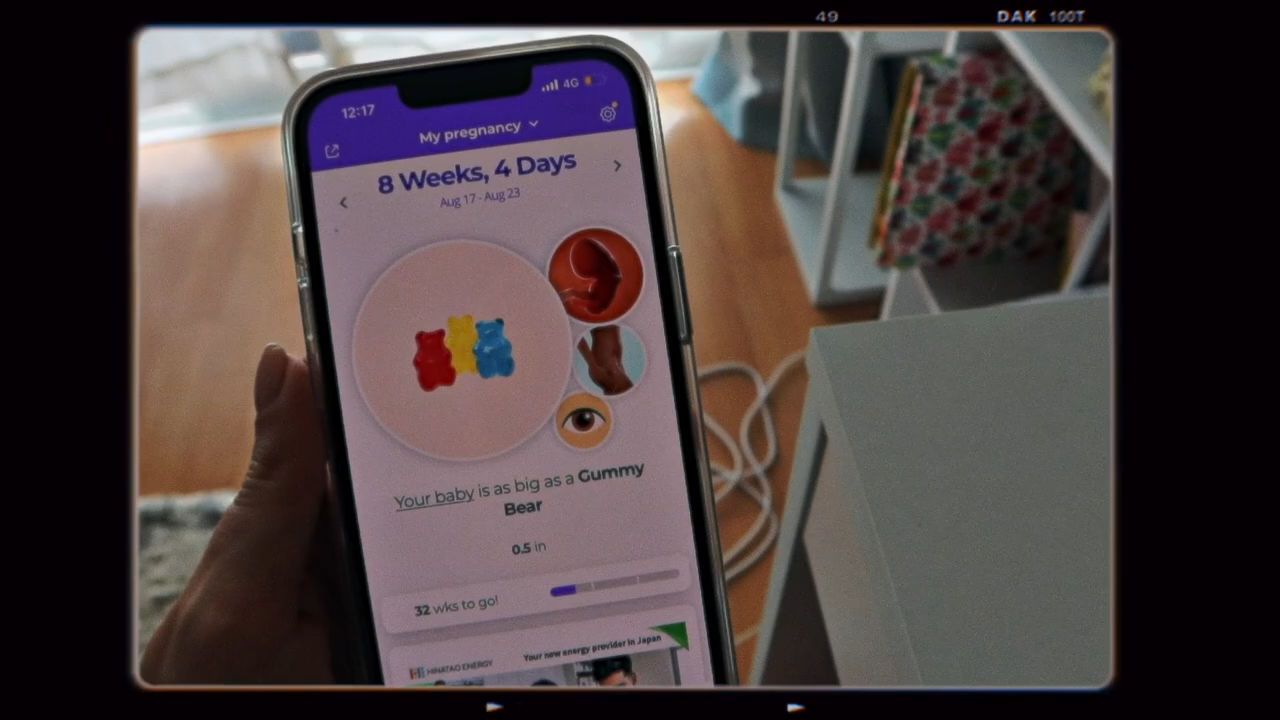 49
DAK 100T
12:17
4G
My pregnancy
8 Weeks, 4 Days
Aug 17 - Aug 23
Your baby is as big as a Gummy
Bear
0.5 in
32 wks to go!
HINATAO ENERGY
Your new energy provider in Japan